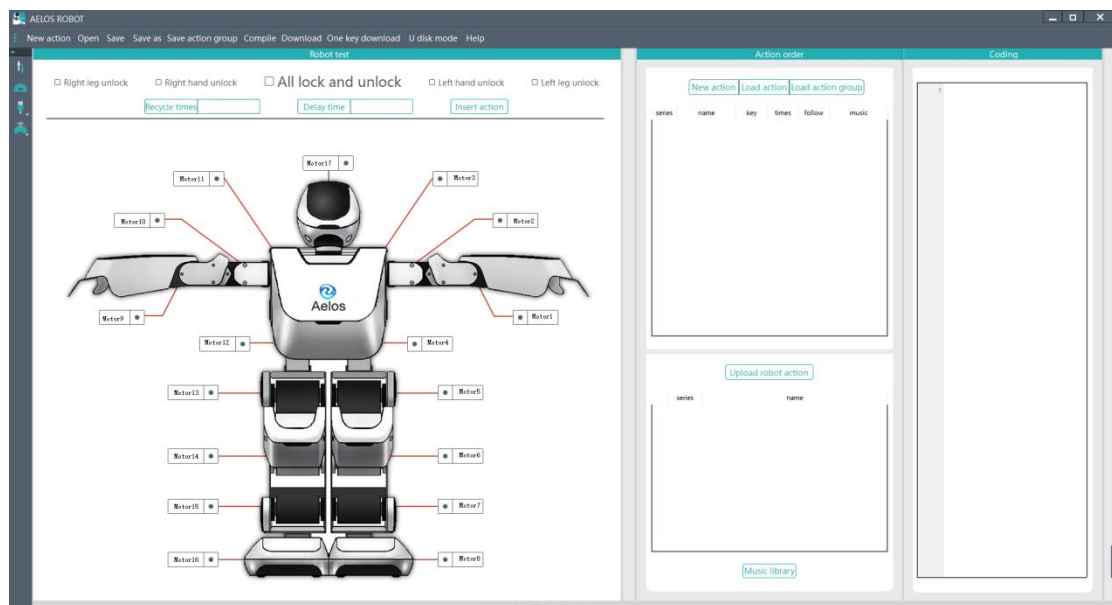 AELOS ROBOT
New action Open Save Save as Save action group Compile Download One key download U disk mode Help
Robot test
Action order
Coding
Right leg unlock
Right hand unlock
All lock and unlock
Left hand unlock
Left leg unlock
Recycle times
Delay time
Insert action
New action Load action Load action group
series name key times follow music
1
Motor17
Motor11
Motor3
Motor10
Motor2
Aelos
Motor9
Motor1
Motor12
Motor4
Motor13
Motor5
Motor14
Motor6
Motor15
Motor7
Motor16
Motor8
Upload robot action
series name
Music library